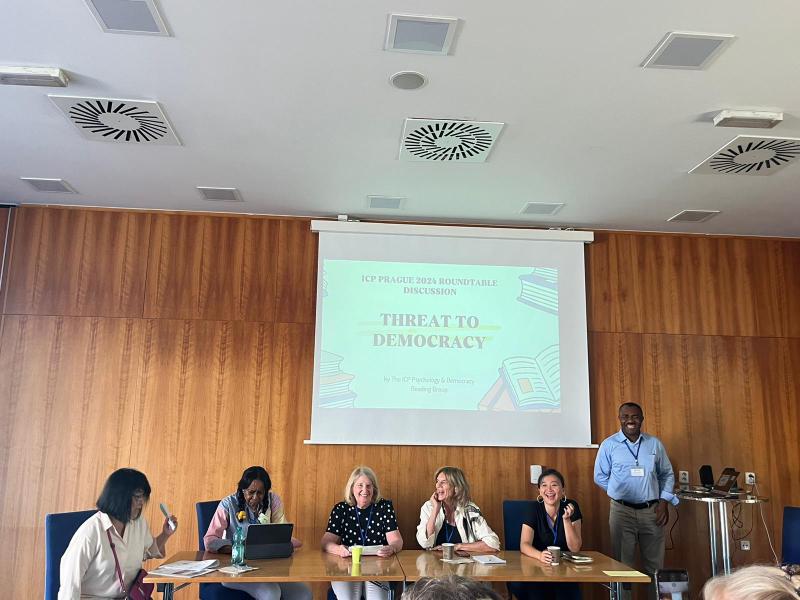 ICP PRAGUE 2024 ROUNDTABLE
DISCUSSION
THREAT TO
DEMOCRACY
by The ICP Psychology & Democracy
Reading Group